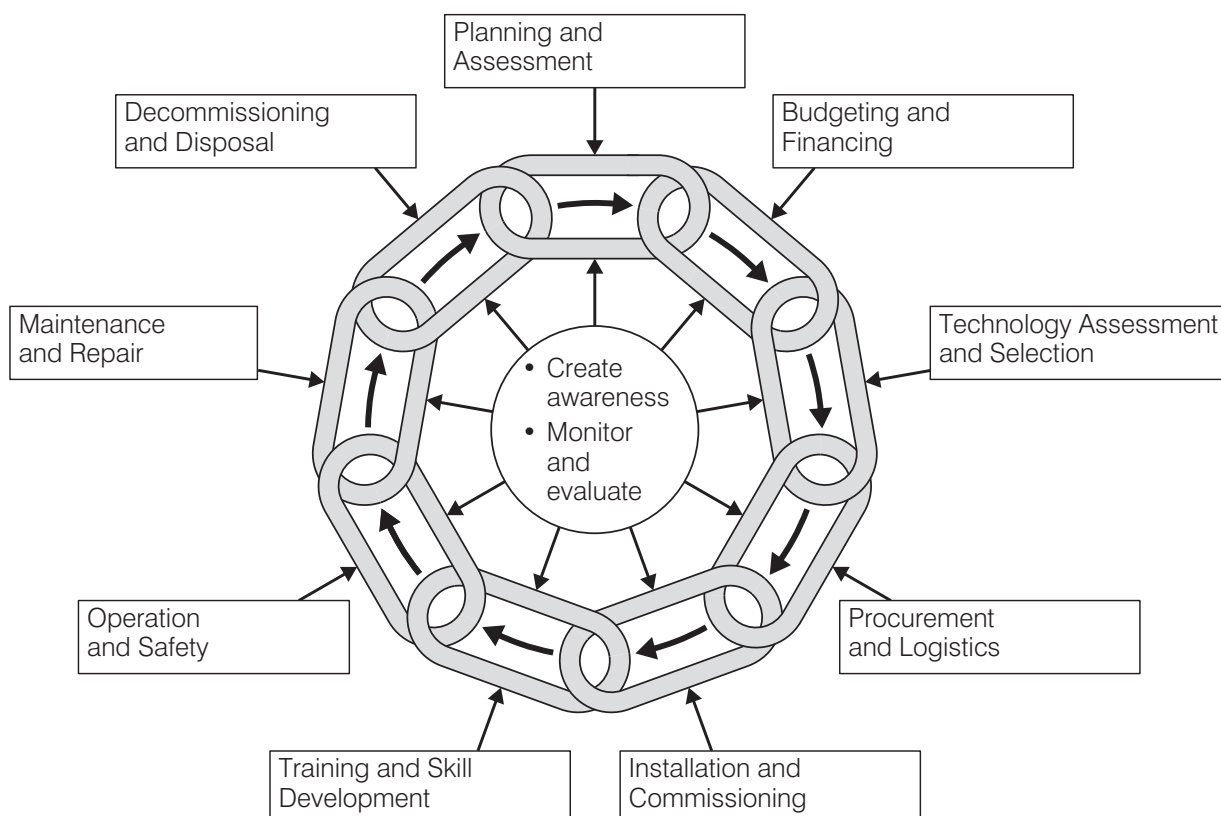 Planning and
Assessment
Budgeting and
Financing
Technology Assessment
and Selection
Procurement
and Logistics
Installation and
Commissioning
Training and Skill
Development
Operation
and Safety
Maintenance
and Repair
Decommissioning
and Disposal
• Create
awareness
• Monitor
and
evaluate